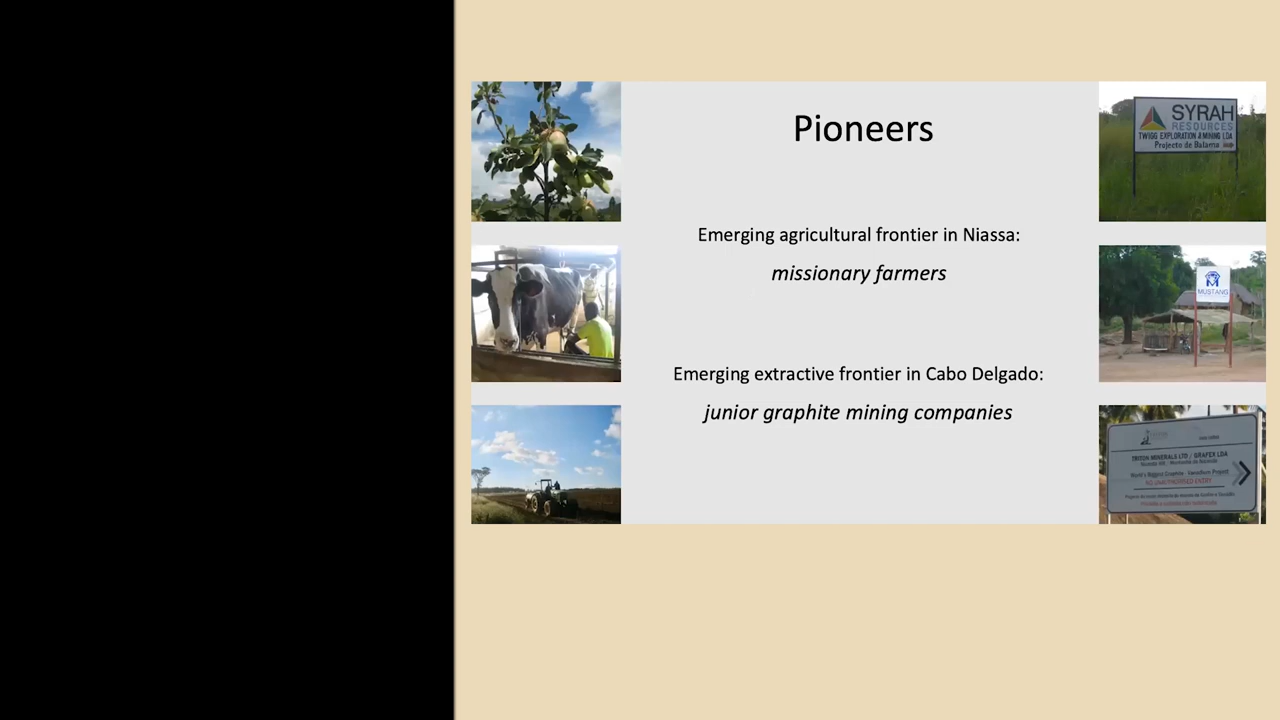 Pioneers
Emerging agricultural frontier in Niassa:
missionary farmers
Emerging extractive frontier in Cabo Delgado:
junior graphite mining companies
SYRAH
RESOURCES
TWIGG EXPLORATION & MINING LDA
Projecto de Balama
MUSTANG
TRITON MINERALS LTD / GRAFEX LDA
NO UNAUTHORISED ENTRY